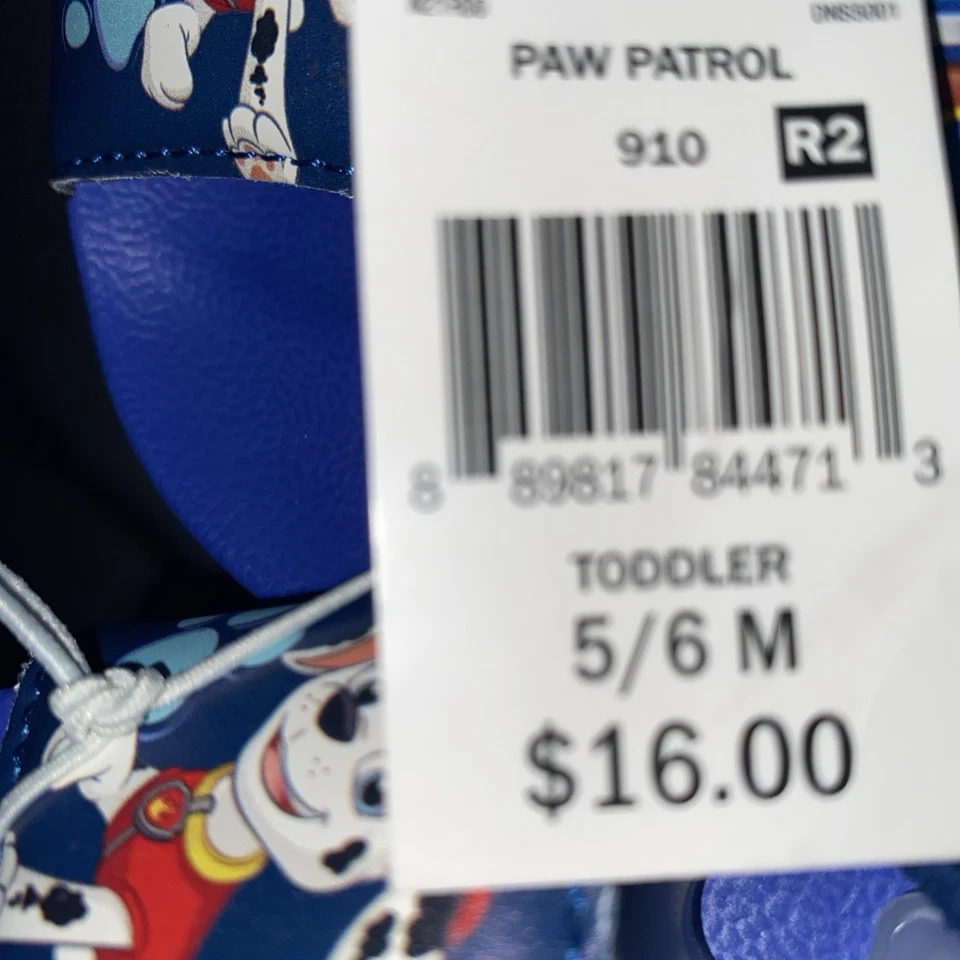 PAW PATROL
910 R2
8 89817 84471 3
TODDLER
5/6 M
$16.00